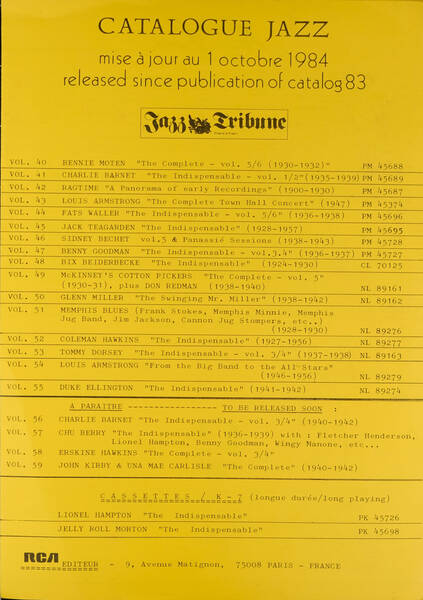 CATALOGUE JAZZ
mise à jour au 1 octobre 1984
released since publication of catalog 83
Jazz Tribune
VOL. 40 BENNIE MOTEN "The Complete - vol. 5/6 (1930-1932)" PM 45688
VOL. 41 CHARLIE BARNET "The Indispensable - vol. 1/2"(1935-1939) PM 45689
VOL. 42 RAGTIME "A Panorama of early Recordings" (1900-1930) PM 45687
VOL. 43 LOUIS ARMSTRONG "The Complete Town Hall Concert" (1947) PM 45374
VOL. 44 FATS WALLER "The Indispensable - vol. 5/6" (1936-1938) PM 45696
VOL. 45 JACK TEAGARDEN "The Indispensable" (1928-1957) PM 45695
VOL. 46 SIDNEY BECHET vol.5 & Panassié Sessions (1938-1943) PM 45728
VOL. 47 BENNY GOODMAN "The Indispensable -vol.3.4" (1936-1937) PM 45727
VOL. 48 BIX BEIDERBECKE "The Indispensable" (1924-1930) CL 70125
VOL. 49 McKINNEY'S COTTON PICKERS "The Complete - vol. 5"
(1930-31), plus DON REDMAN (1938-1940) NL 89161
VOL. 50 GLENN MILLER "The Swinging Mr. Miller" (1938-1942) NL 89162
VOL. 51 MEMPHIS BLUES (Frank Stokes, Memphis Minnie, Memphis
Jug Band, Jim Jackson, Cannon Jug Stompers, etc..)
(1928-1930) NL 89276
VOL. 52 COLEMAN HAWKINS "The Indispensable" (1927-1956) NL 89277
VOL. 53 TOMMY DORSEY "The Indispensable - vol. 3/4" (1937-1938) NL 89163
VOL. 54 LOUIS ARMSTRONG "From the Big Band to the All Stars"
(1946-1956) NL 89279
VOL. 55 DUKE ELLINGTON "The Indispensable" (1941-1942) NL 89274
A PARAITRE ---------------- TO BE RELEASED SOON :
VOL. 56 CHARLIE BARNET "The Indispensable - vol. 3/4" (1940-1942)
VOL. 57 CHU BERRY "The Indispensable" (1936-1939) with : Fletcher Henderson,
Lionel Hampton, Benny Goodman, Wingy Manone, etc...
VOL. 58 ERSKINE HAWKINS "The Complete - vol. 3/4"
VOL. 59 JOHN KIRBY & UNA MAE CARLISLE "The Complete" (1940-1942)
CASSETTES / K-7 (longue durée/long playing)
LIONEL HAMPTON "The Indispensable" PK 45726
JELLY ROLL MORTON "The Indispensable" PK 45698
RCA EDITEUR - 9, Avenue Matignon, 75008 PARIS - FRANCE